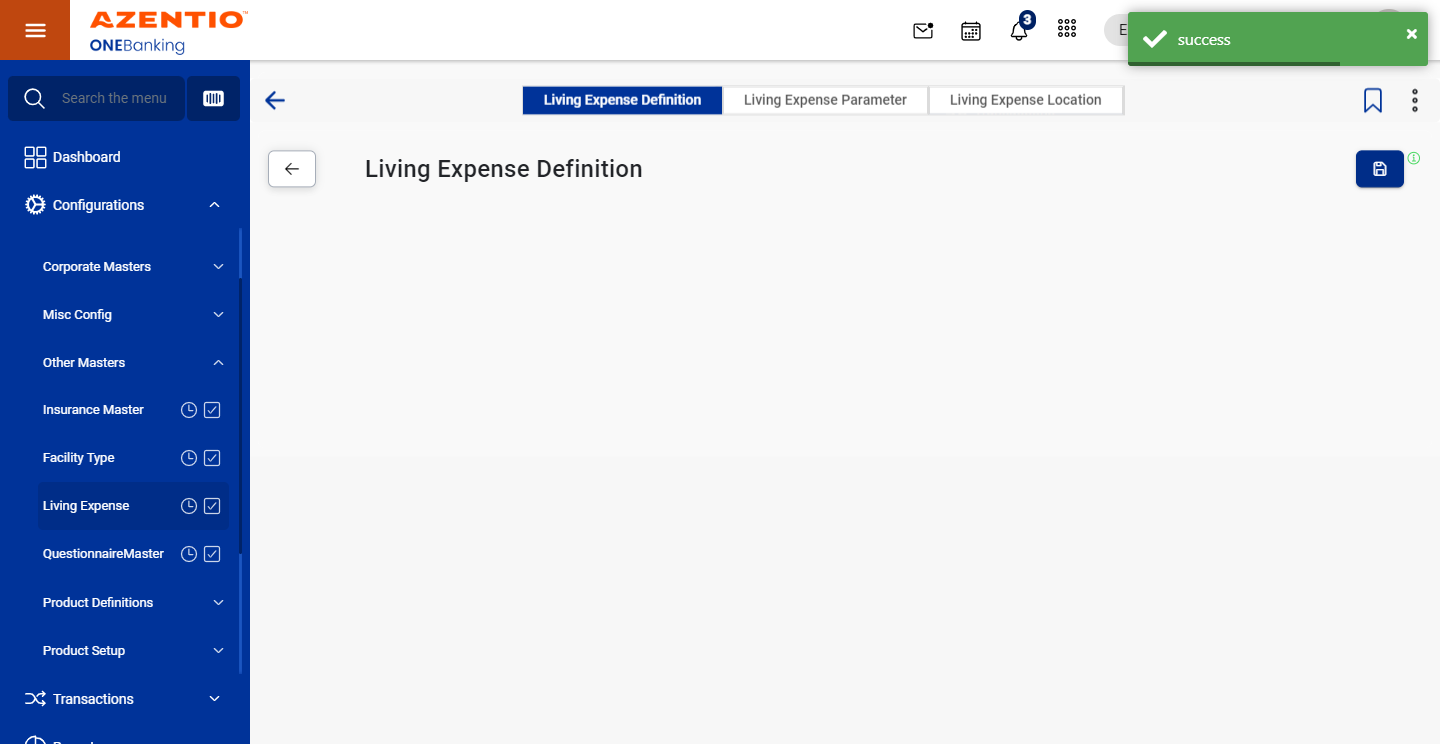 AZENTIO™
ONEBanking
3
E
success
Search the menu
Living Expense Definition
Living Expense Parameter
Living Expense Location
Dashboard
Living Expense Definition
Configurations
Corporate Masters
Misc Config
Other Masters
Insurance Master
Facility Type
Living Expense
QuestionnaireMaster
Product Definitions
Product Setup
Transactions